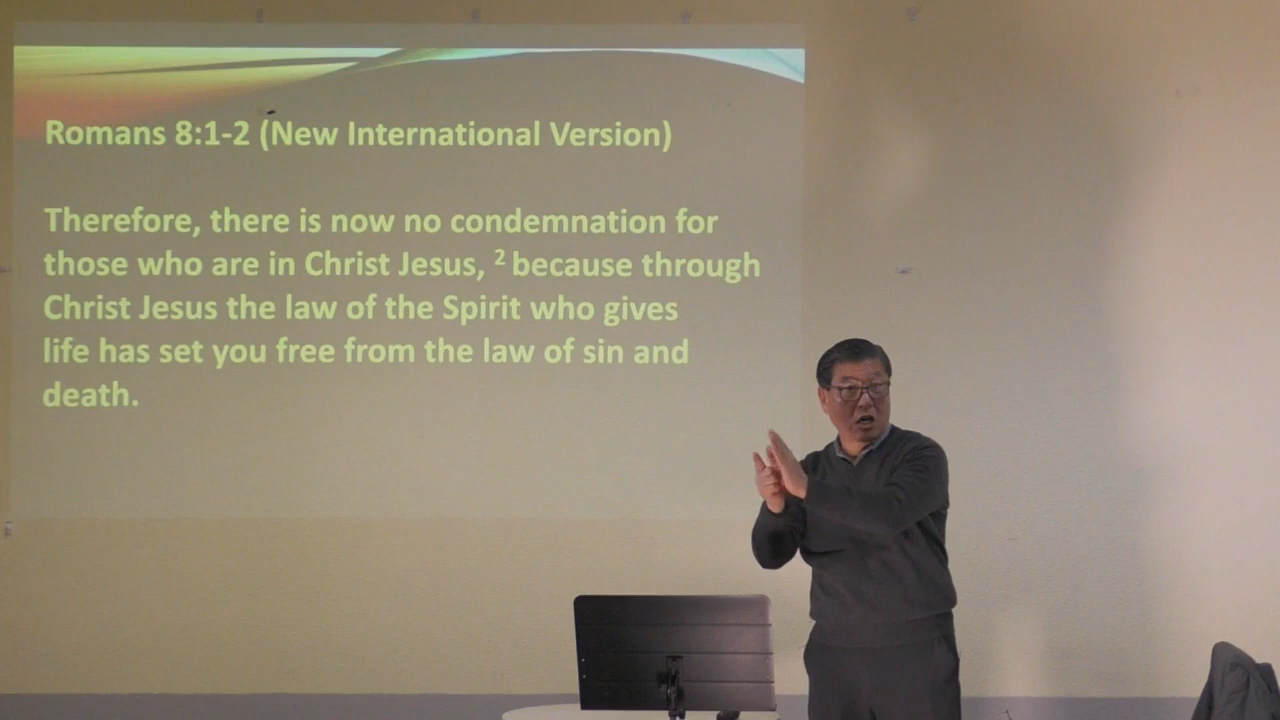 Romans 8:1-2 (New International Version)
Therefore, there is now no condemnation for
those who are in Christ Jesus, ² because through
Christ Jesus the law of the Spirit who gives
life has set you free from the law of sin and
death.